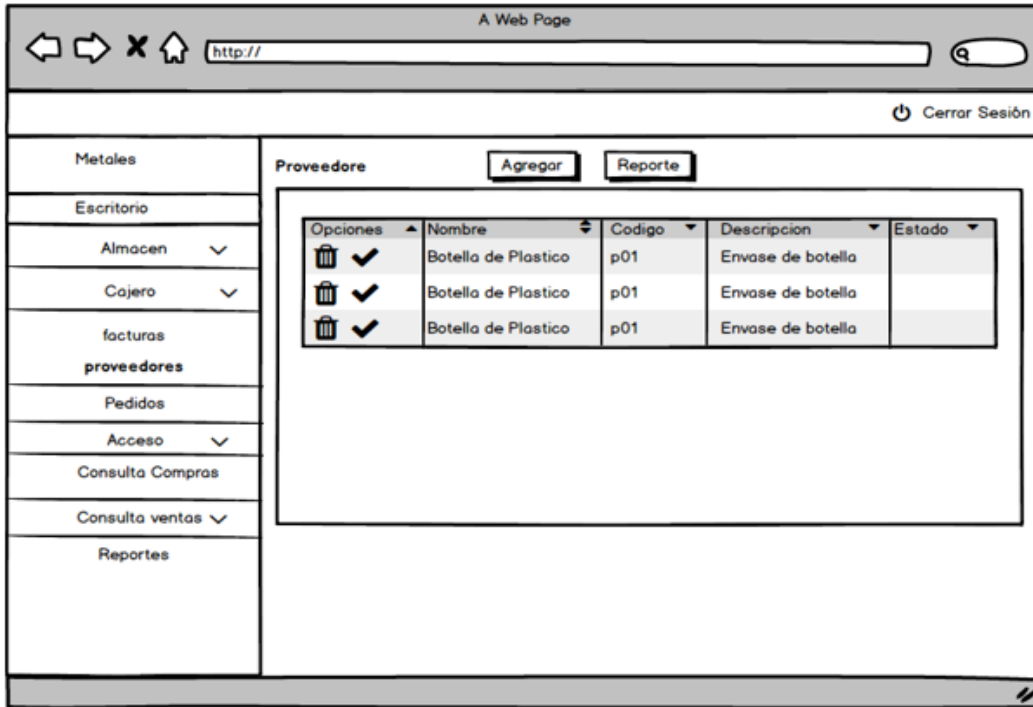 A Web Page
http://
Cerrar Sesión
Metales
Escritorio
Almacen
Cajero
facturas
proveedores
Pedidos
Acceso
Consulta Compras
Consulta ventas
Reportes
Proveedore Agregar Reporte
Opciones Nombre Codigo Descripcion Estado
Botella de Plastico p01 Envase de botella
Botella de Plastico p01 Envase de botella
Botella de Plastico p01 Envase de botella